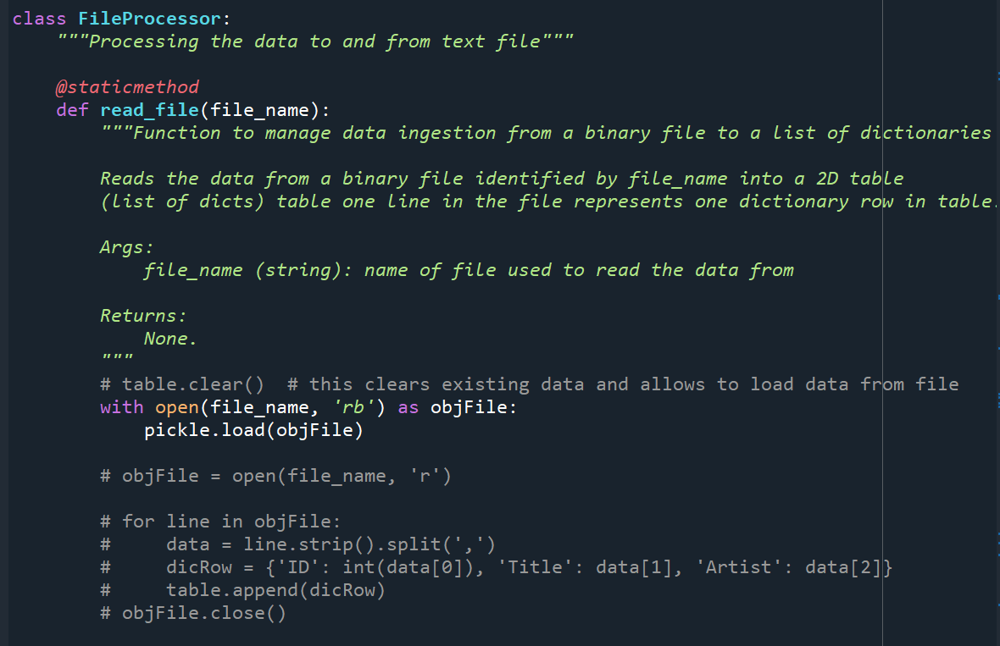 class FileProcessor:
    """Processing the data to and from text file"""

    @staticmethod
    def read_file(file_name):
        """Function to manage data ingestion from a binary file to a list of dictionaries

        Reads the data from a binary file identified by file_name into a 2D table
        (list of dicts) table one line in the file represents one dictionary row in table.

        Args:
            file_name (string): name of file used to read the data from

        Returns:
            None.
        """
        # table.clear()  # this clears existing data and allows to load data from file
        with open(file_name, 'rb') as objFile:
            pickle.load(objFile)

        # objFile = open(file_name, 'r')

        # for line in objFile:
        #     data = line.strip().split(',')
        #     dicRow = {'ID': int(data[0]), 'Title': data[1], 'Artist': data[2]}
        #     table.append(dicRow)
        # objFile.close()